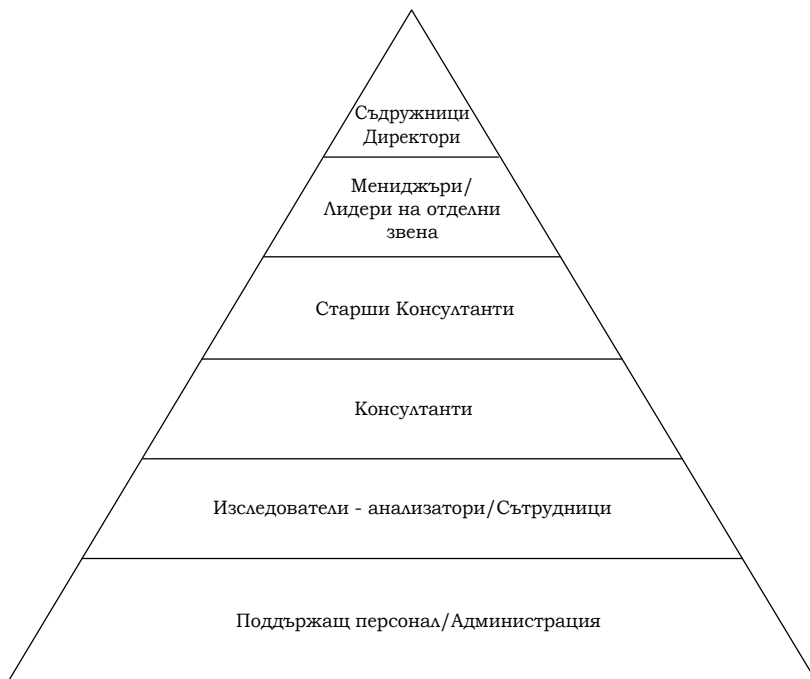 Съдружници
Директори
Мениджъри/
Лидери на отделни
звена
Старши Консултанти
Консултанти
Изследователи - анализатори/Сътрудници
Поддържащ персонал/Администрация